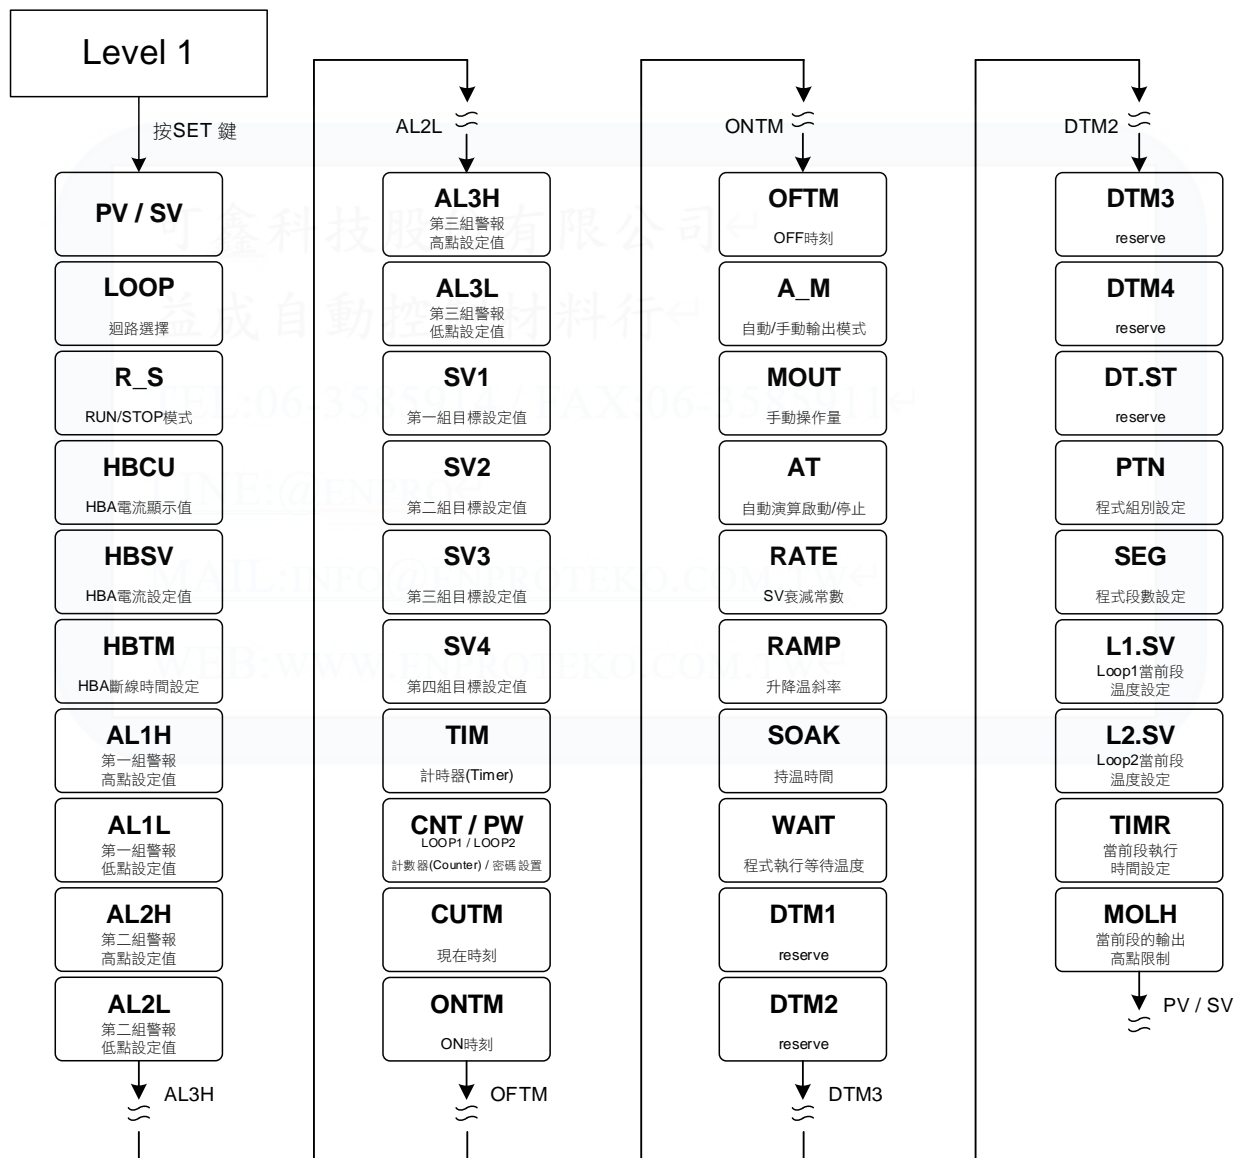 Level 1
按SET 鍵
PV / SV
LOOP
迴路選擇
R_S
RUN/STOP模式
HBCU
HBA電流顯示值
HBSV
HBA電流設定值
HBTM
HBA斷線時間設定
AL1H
第一組警報
高點設定值
AL1L
第一組警報
低點設定值
AL2H
第二組警報
高點設定值
AL2L
第二組警報
低點設定值
AL3H
AL2L
AL3H
第三組警報
高點設定值
AL3L
第三組警報
低點設定值
SV1
第一組目標設定值
SV2
第二組目標設定值
SV3
第三組目標設定值
SV4
第四組目標設定值
TIM
計時器(Timer)
CNT / PW
LOOP1 / LOOP2
計數器(Counter) / 密碼設置
CUTM
現在時刻
ONTM
ON時刻
OFTM
ONTM
OFTM
OFF時刻
A_M
自動/手動輸出模式
MOUT
手動操作量
AT
自動演算啟動/停止
RATE
SV衰減常數
RAMP
升降温斜率
SOAK
持温時間
WAIT
程式執行等待温度
DTM1
reserve
DTM2
reserve
DTM3
DTM2
DTM3
reserve
DTM4
reserve
DT.ST
reserve
PTN
程式組別設定
SEG
程式段數設定
L1.SV
Loop1當前段
温度設定
L2.SV
Loop2當前段
温度設定
TIMR
當前段執行
時間設定
MOLH
當前段的輸出
高點限制
PV / SV